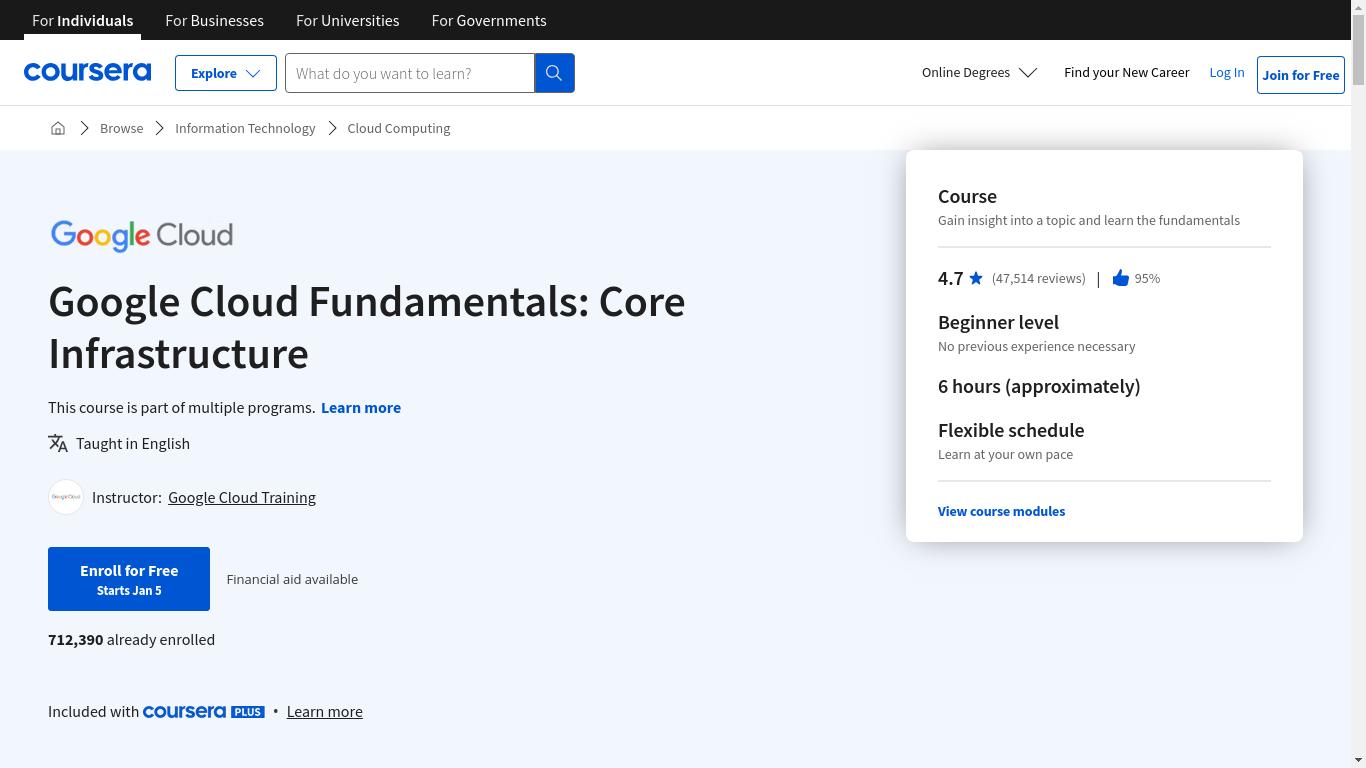 For Individuals
For Businesses
For Universities
For Governments
coursera
Explore
What do you want to learn?
Online Degrees
Find your New Career
Log In
Join for Free
Browse
Information Technology
Cloud Computing
Google Cloud
Google Cloud Fundamentals: Core
Infrastructure
This course is part of multiple programs. Learn more
Taught in English
Google Cloud
Instructor: Google Cloud Training
Enroll for Free
Starts Jan 5
Financial aid available
712,390 already enrolled
Included with coursera PLUS • Learn more
Course
Gain insight into a topic and learn the fundamentals
4.7 (47,514 reviews) | 95%
Beginner level
No previous experience necessary
6 hours (approximately)
Flexible schedule
Learn at your own pace
View course modules